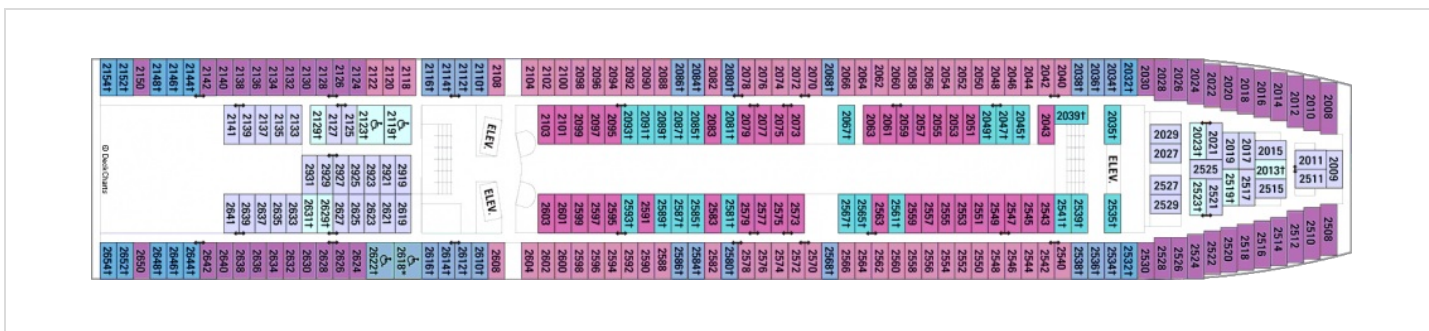 2154† 2152† 2150 2148† 2146† 2144† 2142 2140 2138 2136 2134 2132 2130 2128 2126 2124 2122 2120 2118 2116† 2114† 2112† 2110† 2108 2104 2102 2100 2098 2096 2094 2092 2090 2088 2086† 2084† 2082 2080† 2078 2076 2074 2072 2070 2068† 2066 2064 2062 2060 2058 2056 2054 2052 2050 2048 2046 2044 2042 2040 2038† 2036† 2034† 2032† 2030 2028 2026 2024 2022 2020 2018 2016 2014 2012 2010 2008
2141 2139 2137 2135 2133 2129† 2127 2125 2123† 2119† ELEV. 2103 2101 2099 2097 2095 2093† 2091† 2089† 2087† 2085† 2083 2081† 2079 2077 2075 2073 2067† 2063 2061 2059 2057 2055 2053 2051 2049† 2047† 2045† 2043 2039† 2035†
2029 2023† 2021 2019 2017 2015
2027 2013† 2011 2009
© DeckCharts
2931 2929 2927 2925 2923 2921 2919 ELEV. ELEV.
2525 2511
2527 2523† 2521 2519† 2517 2515
2529
2641 2639 2637 2635 2633 2631† 2629† 2627 2625 2623 2621 2619 2603 2601 2599 2597 2595 2593† 2591 2589† 2587† 2585† 2583 2581† 2579 2577 2575 2573 2567† 2565† 2563 2561† 2559 2557 2555 2553 2551 2549 2547 2545 2543 2541† 2539† 2535†
2654† 2652† 2650 2648† 2646† 2644† 2642 2640 2638 2636 2634 2632 2630 2628 2626 2624 2622† 2618* 2616† 2614† 2612† 2610† 2608 2604 2602 2600 2598 2596 2594 2592 2590 2588 2586† 2584† 2582 2580† 2578 2576 2574 2572 2570 2568† 2566 2564 2562 2560 2558 2556 2554 2552 2550 2548 2546 2544 2542 2540 2538† 2536† 2534† 2532† 2530 2528 2526 2524 2522 2520 2518 2516 2514 2512 2510 2508